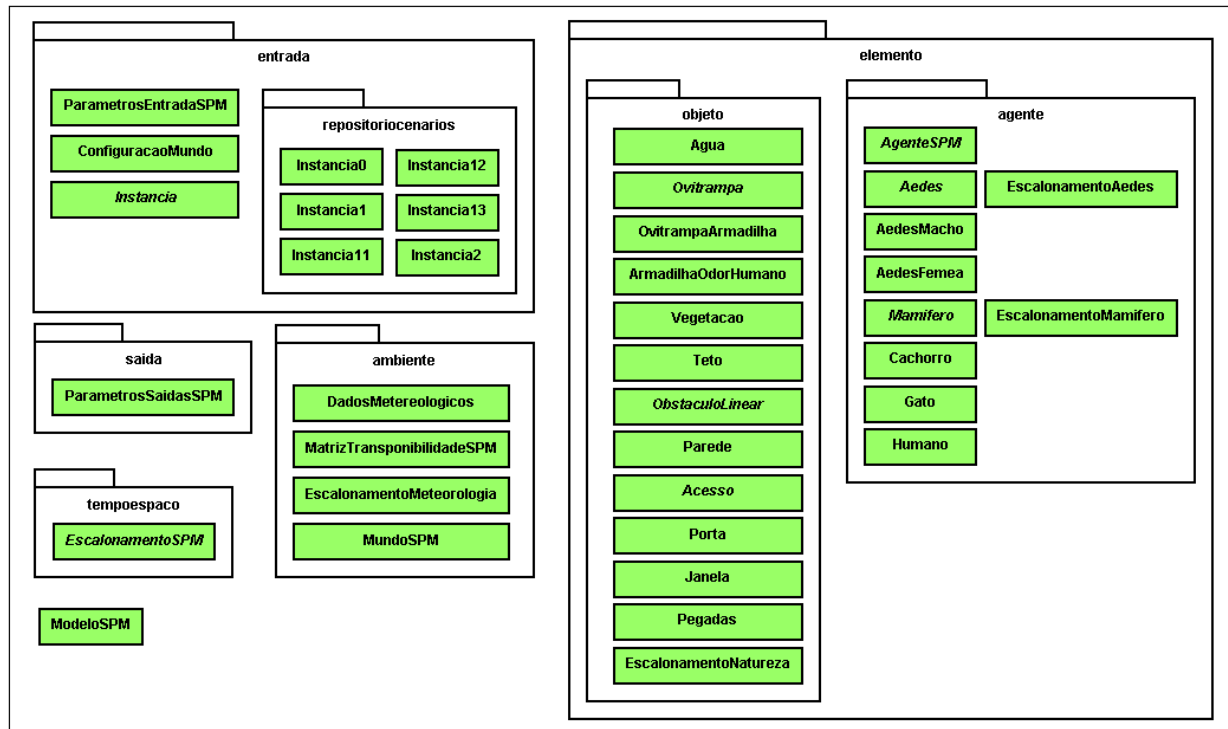 entrada
ParametrosEntradaSPM
ConfiguracaoMundo
Instancia
repositoriocenarios
Instancia0
Instancia12
Instancia1
Instancia13
Instancia11
Instancia2
saida
ParametrosSaidasSPM
ambiente
DadosMetereologicos
MatrizTransponibilidadeSPM
EscalonamentoMeteorologia
MundoSPM
tempoespaco
EscalonamentoSPM
ModeloSPM
elemento
objeto
Agua
Ovitrampa
OvitrampaArmadilha
ArmadilhaOdorHumano
Vegetacao
Teto
ObstaculoLinear
Parede
Acesso
Porta
Janela
Pegadas
EscalonamentoNatureza
agente
AgenteSPM
Aedes
EscalonamentoAedes
AedesMacho
AedesFemea
Mamifero
EscalonamentoMamifero
Cachorro
Gato
Humano